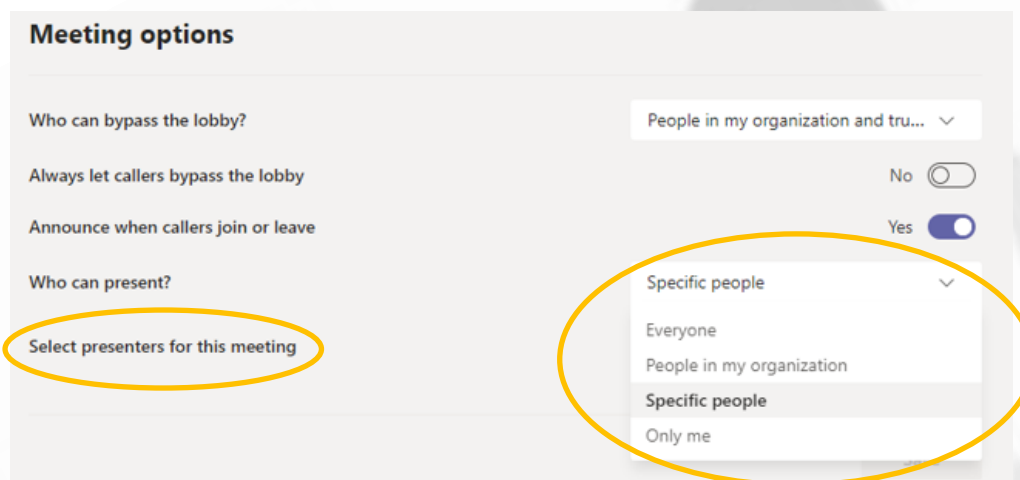 Meeting options
Who can bypass the lobby?
People in my organization and tru...
Always let callers bypass the lobby
No
Announce when callers join or leave
Yes
Who can present?
Specific people
Select presenters for this meeting
Everyone
People in my organization
Specific people
Only me